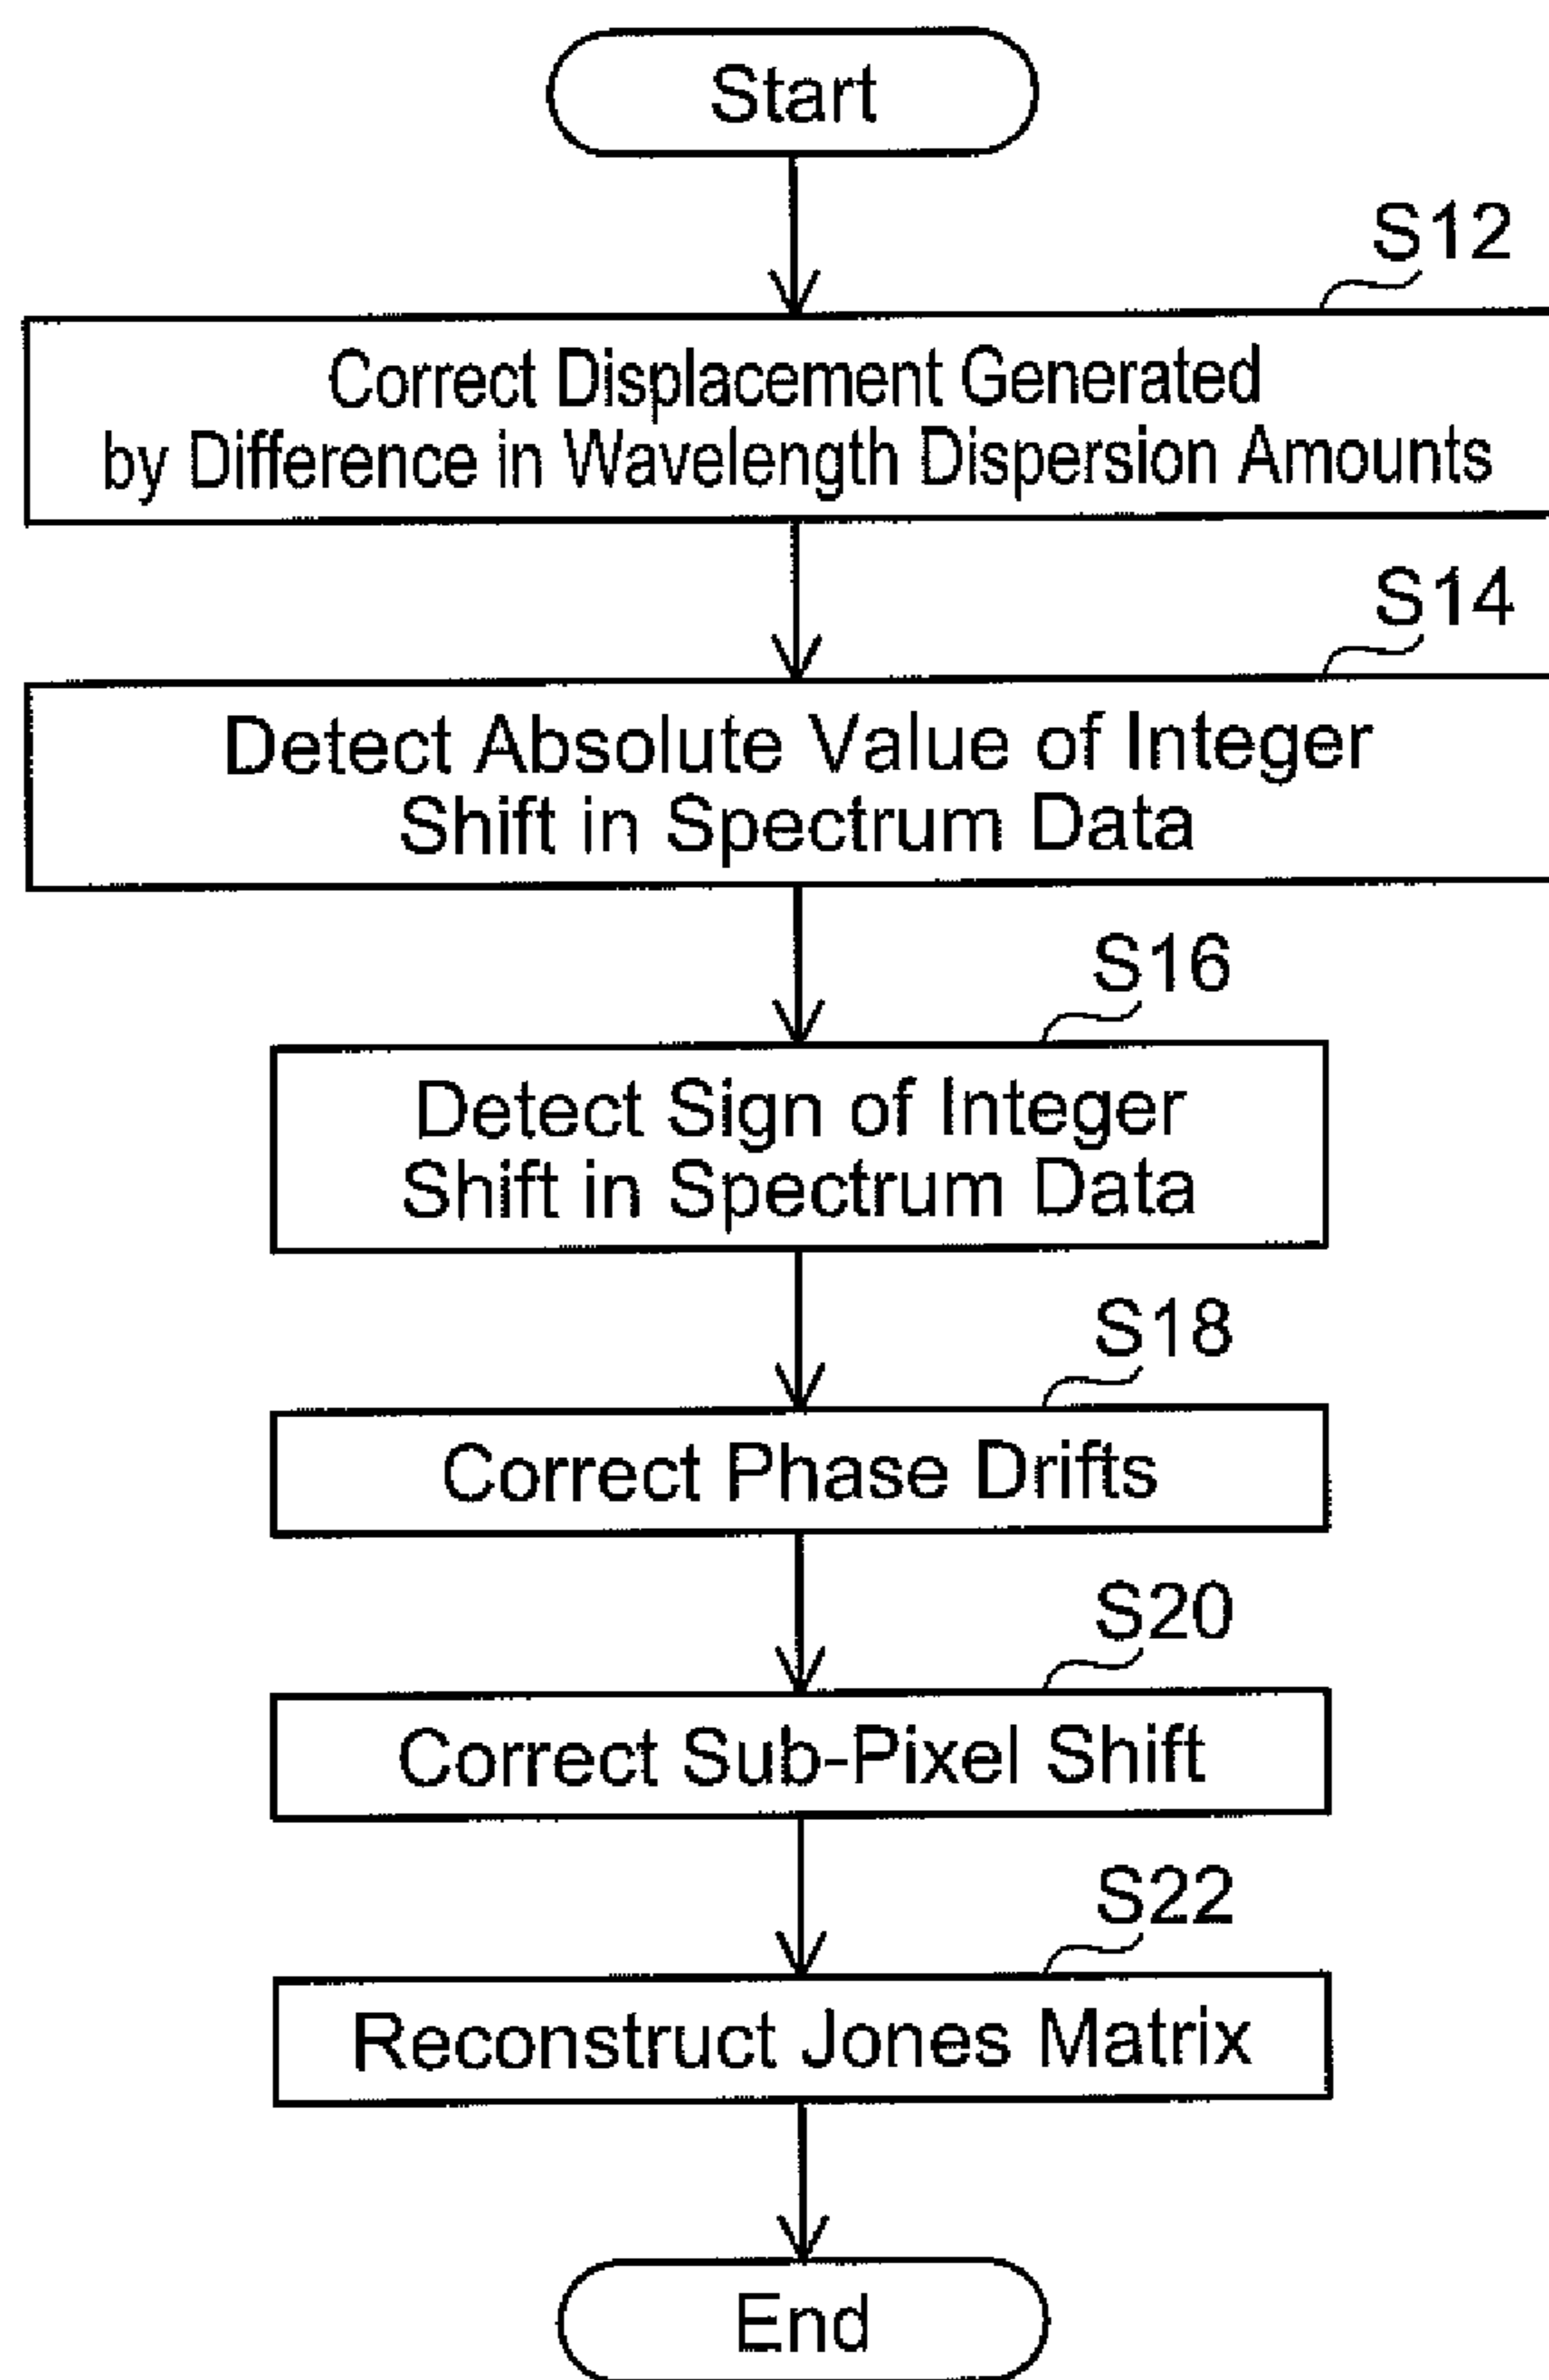 Start
S12
Correct Displacement Generated
by Difference in Wavelength Dispersion Amounts
S14
Detect Absolute Value of Integer
Shift in Spectrum Data
S16
Detect Sign of Integer
Shift in Spectrum Data
S18
Correct Phase Drifts
S20
Correct Sub-Pixel Shift
S22
Reconstruct Jones Matrix
End